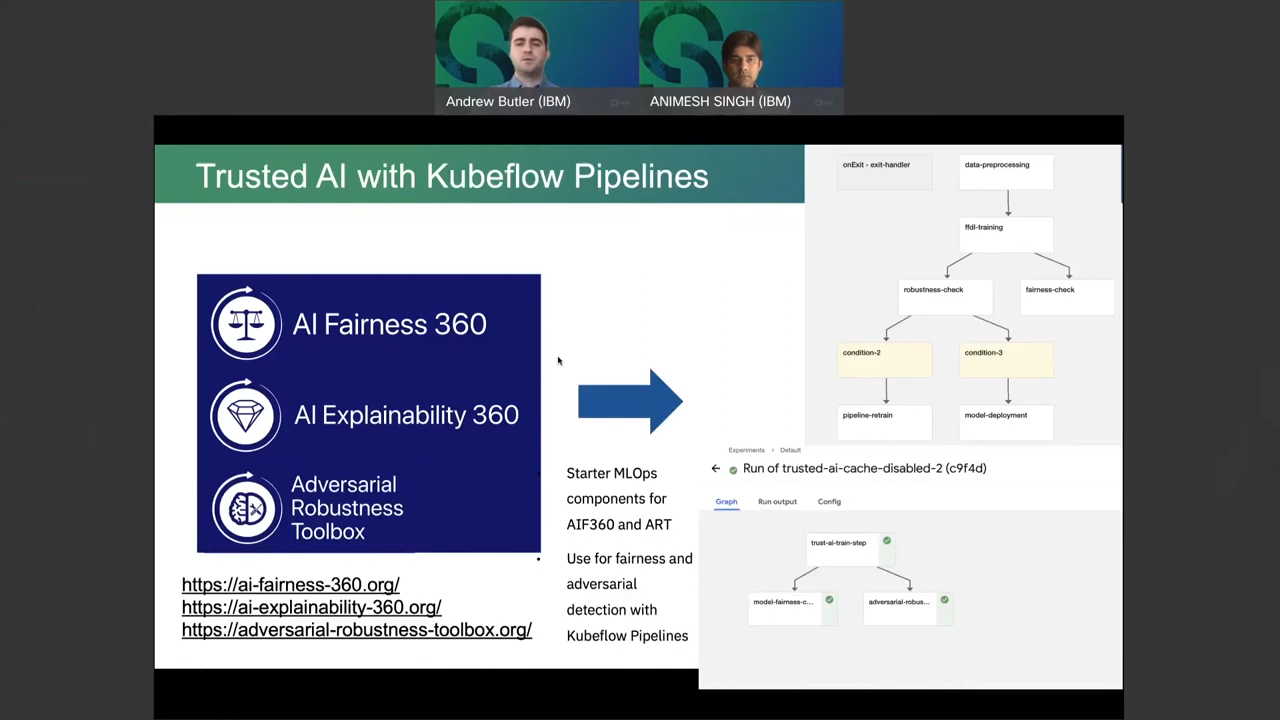 Andrew Butler (IBM)
ANIMESH SINGH (IBM)
Trusted AI with Kubeflow Pipelines
AI Fairness 360
AI Explainability 360
Adversarial
Robustness
Toolbox
https://ai-fairness-360.org/
https://ai-explainability-360.org/
https://adversarial-robustness-toolbox.org/
Starter MLOps
components for
AIF360 and ART
Use for fairness and
adversarial
detection with
Kubeflow Pipelines
onExit - exit-handler
data-preprocessing
ffdl-training
robustness-check
fairness-check
condition-2
condition-3
pipeline-retrain
model-deployment
Experiments > Default
Run of trusted-ai-cache-disabled-2 (c9f4d)
Graph
Run output
Config
trust-ai-train-step
model-fairness-c...
adversarial-robus...